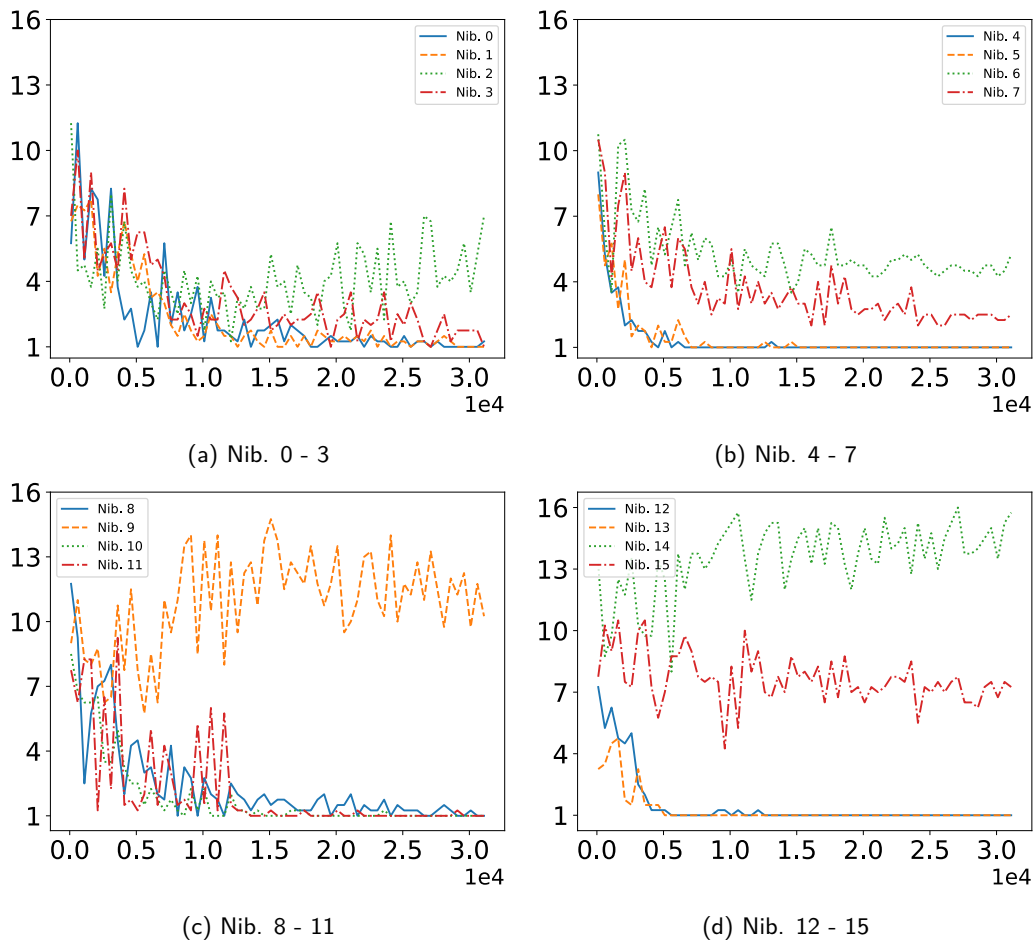 16
13
10
7
4
1
0.0 0.5 1.0 1.5 2.0 2.5 3.0
1e4
Nib. 0
Nib. 1
Nib. 2
Nib. 3
(a) Nib. 0 - 3
16
13
10
7
4
1
0.0 0.5 1.0 1.5 2.0 2.5 3.0
1e4
Nib. 4
Nib. 5
Nib. 6
Nib. 7
(b) Nib. 4 - 7
16
13
10
7
4
1
0.0 0.5 1.0 1.5 2.0 2.5 3.0
1e4
Nib. 8
Nib. 9
Nib. 10
Nib. 11
(c) Nib. 8 - 11
16
13
10
7
4
1
0.0 0.5 1.0 1.5 2.0 2.5 3.0
1e4
Nib. 12
Nib. 13
Nib. 14
Nib. 15
(d) Nib. 12 - 15